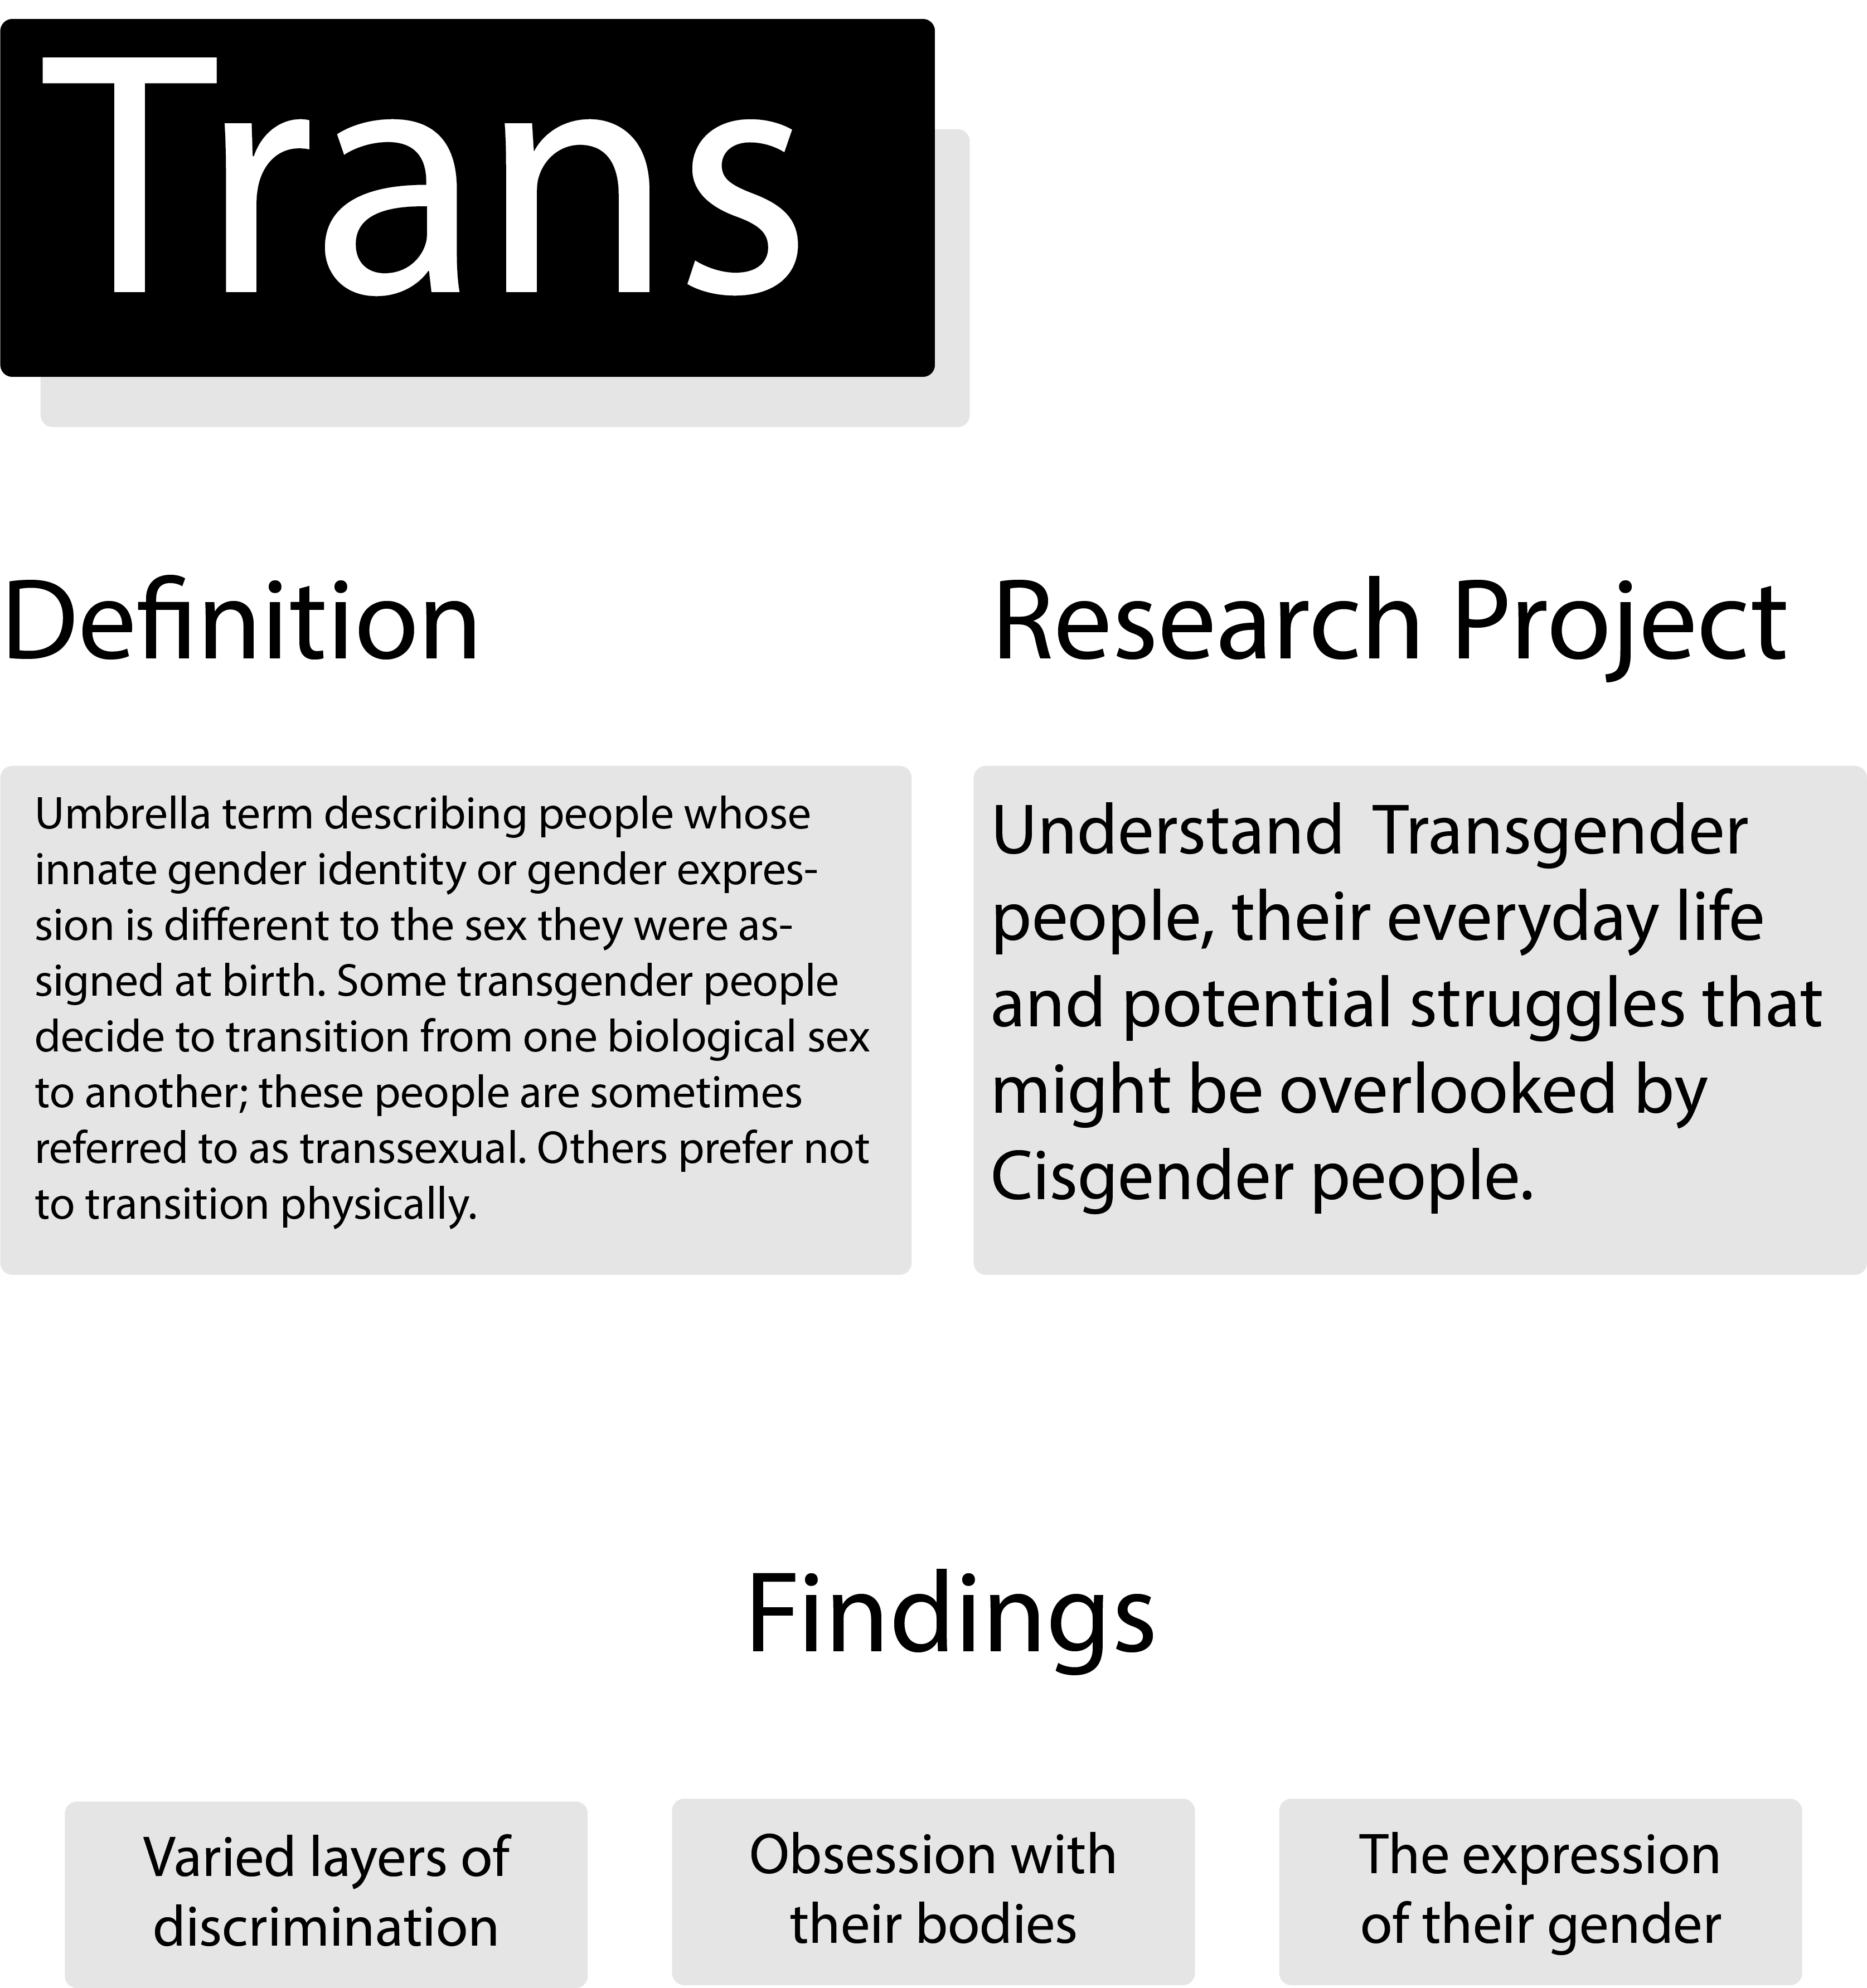 Trans
Definition
Research Project
Umbrella term describing people whose
innate gender identity or gender expres-
sion is different to the sex they were as-
signed at birth. Some transgender people
decide to transition from one biological sex
to another; these people are sometimes
referred to as transsexual. Others prefer not
to transition physically.
Understand  Transgender
people, their everyday life
and potential struggles that
might be overlooked by
Cisgender people.
Findings
Varied layers of
discrimination
Obsession with
their bodies
The expression
of their gender